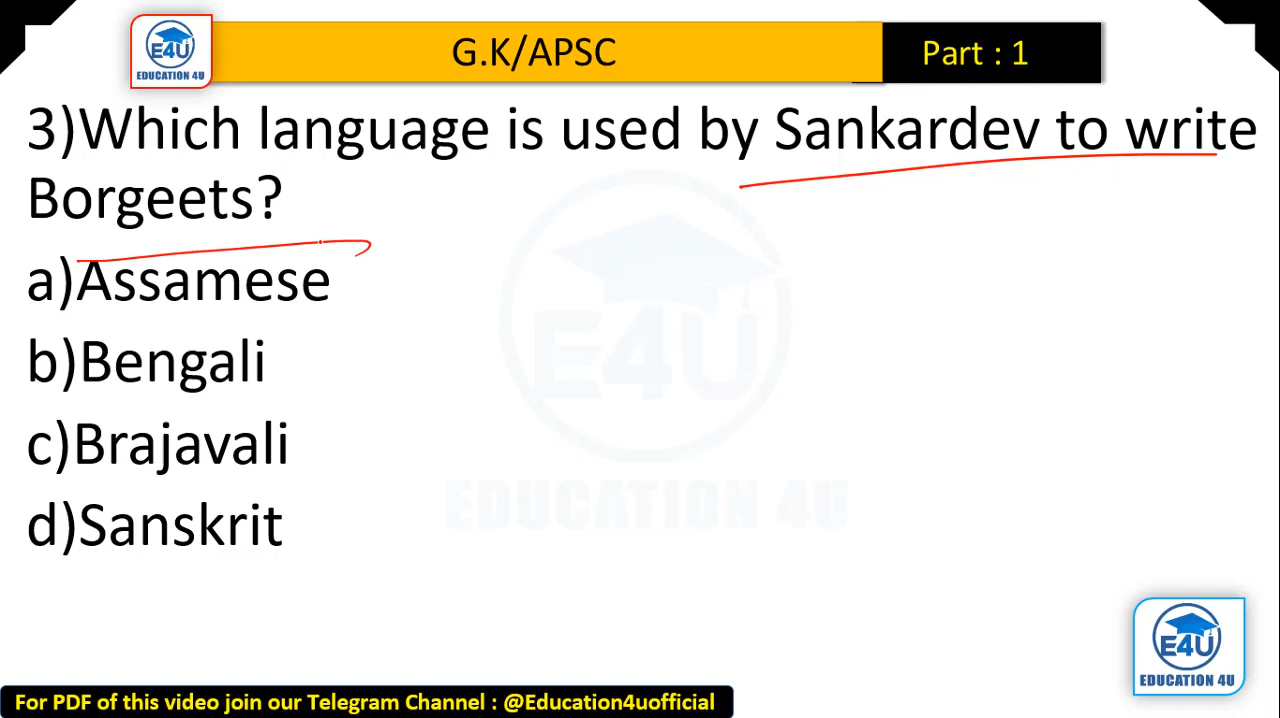 E4U
EDUCATION 4U
G.K/APSC
Part : 1
3)Which language is used by Sankardev to write
Borgeets?
a)Assamese
b)Bengali
c)Brajavali
d)Sanskrit
E4U
EDUCATION 4U
E4U
EDUCATION 4U
For PDF of this video join our Telegram Channel : @Education4uofficial